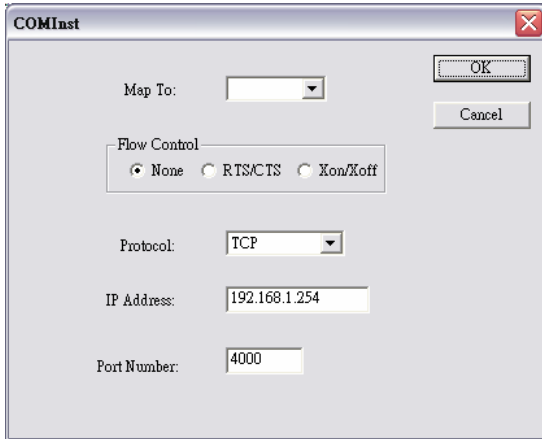 COMInst
OK
Map To:
Cancel
Flow Control
None RTS/CTS Xon/Xoff
Protocol: TCP
IP Address: 192.168.1.254
Port Number: 4000